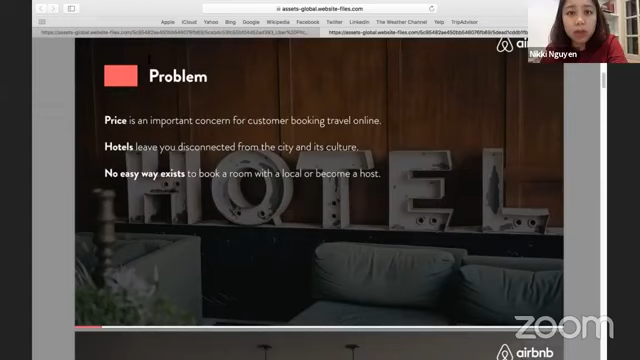 assets-global.website-files.com
Apple iCloud Yahoo Bing Google Wikipedia Facebook Twitter LinkedIn The Weather Channel Yelp TripAdvisor
Nikki Nguyen
Problem
Price is an important concern for customer booking travel online.
Hotels leave you disconnected from the city and its culture.
No easy way exists to book a room with a local or become a host.
HOTEL
zoom
airbnb